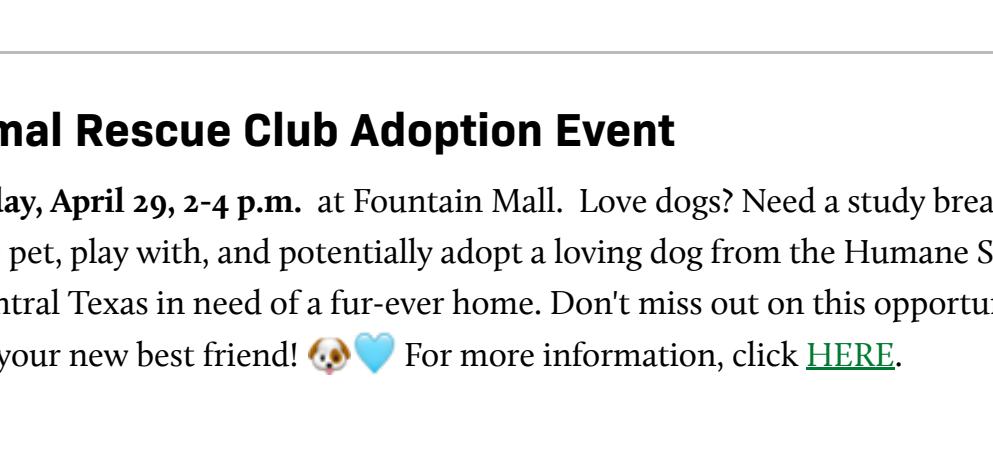 mal Rescue Club Adoption Event
day, April 29, 2-4 p.m. at Fountain Mall. Love dogs? Need a study brea
pet, play with, and potentially adopt a loving dog from the Humane S
ntral Texas in need of a fur-ever home. Don't miss out on this opportu
your new best friend! 🐶🩵 For more information, click HERE.